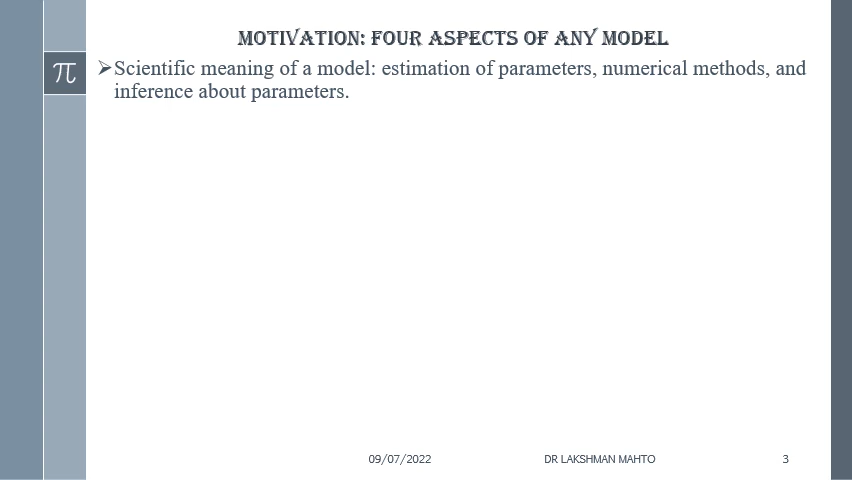 MOTIVATION: FOUR ASPECTS OF ANY MODEL
π
➢Scientific meaning of a model: estimation of parameters, numerical methods, and
inference about parameters.
09/07/2022 DR LAKSHMAN MAHTO 3